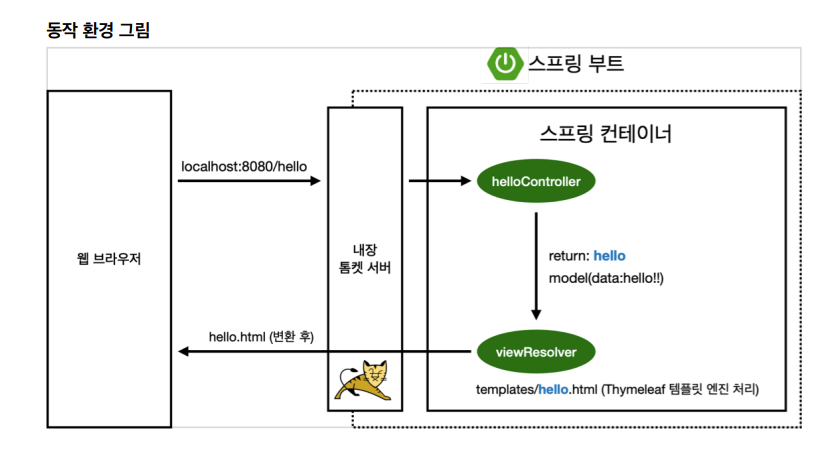 동작 환경 그림
스프링 부트
스프링 컨테이너
localhost:8080/hello
helloController
웹 브라우저
내장
톰켓 서버
return: hello
model(data:hello!!)
hello.html (변환 후)
viewResolver
templates/hello.html (Thymeleaf 템플릿 엔진 처리)